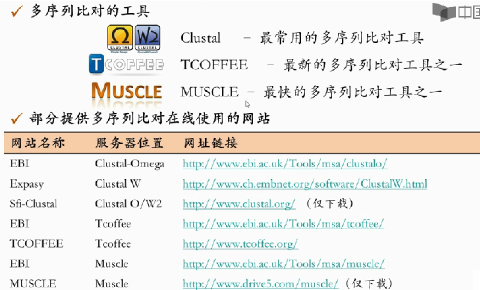 ✓ 多序列比对的工具
中国
Clustal – 最常用的多序列比对工具
TCOFFEE TCOFFEE – 最新的多序列比对工具之一
MUSCLE MUSCLE – 最快的多序列比对工具之一
✓ 部分提供多序列比对在线使用的网站
网站名称 服务器位置 网址链接
EBI Clustal-Omega http://www.ebi.ac.uk/Tools/msa/clustalo/
Expasy Clustal W http://www.ch.embnet.org/software/ClustalW.html
Sfi-Clustal Clustal O/W2 http://www.clustal.org/ (仅下载)
EBI Tcoffee http://www.ebi.ac.uk/Tools/msa/tcoffee/
TCOFFEE Tcoffee http://www.tcoffee.org/
EBI Muscle http://www.ebi.ac.uk/Tools/msa/muscle/
MUSCLE Muscle http://www.drive5.com/muscle/ (仅下载)